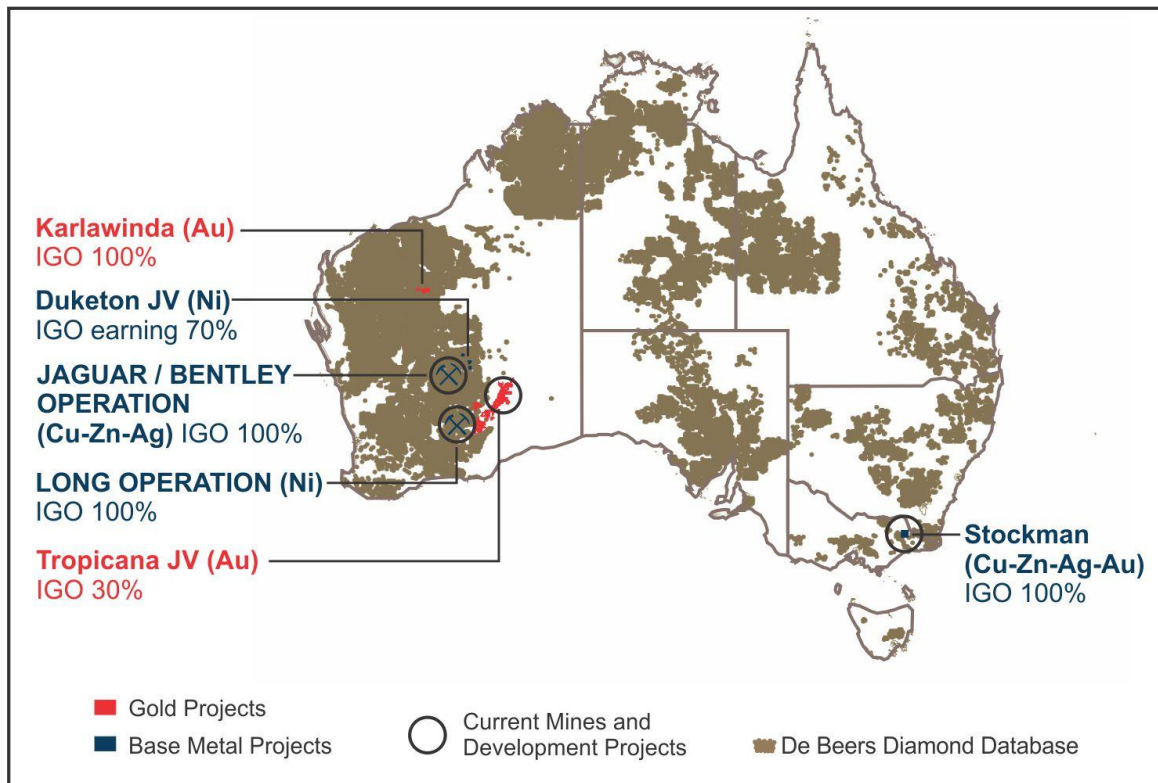 Karlawinda (Au)
IGO 100%
Duketon JV (Ni)
IGO earning 70%
JAGUAR / BENTLEY
OPERATION
(Cu-Zn-Ag) IGO 100%
LONG OPERATION (Ni)
IGO 100%
Tropicana JV (Au)
IGO 30%
Stockman
(Cu-Zn-Ag-Au)
IGO 100%
Gold Projects
Base Metal Projects
Current Mines and
Development Projects
De Beers Diamond Database